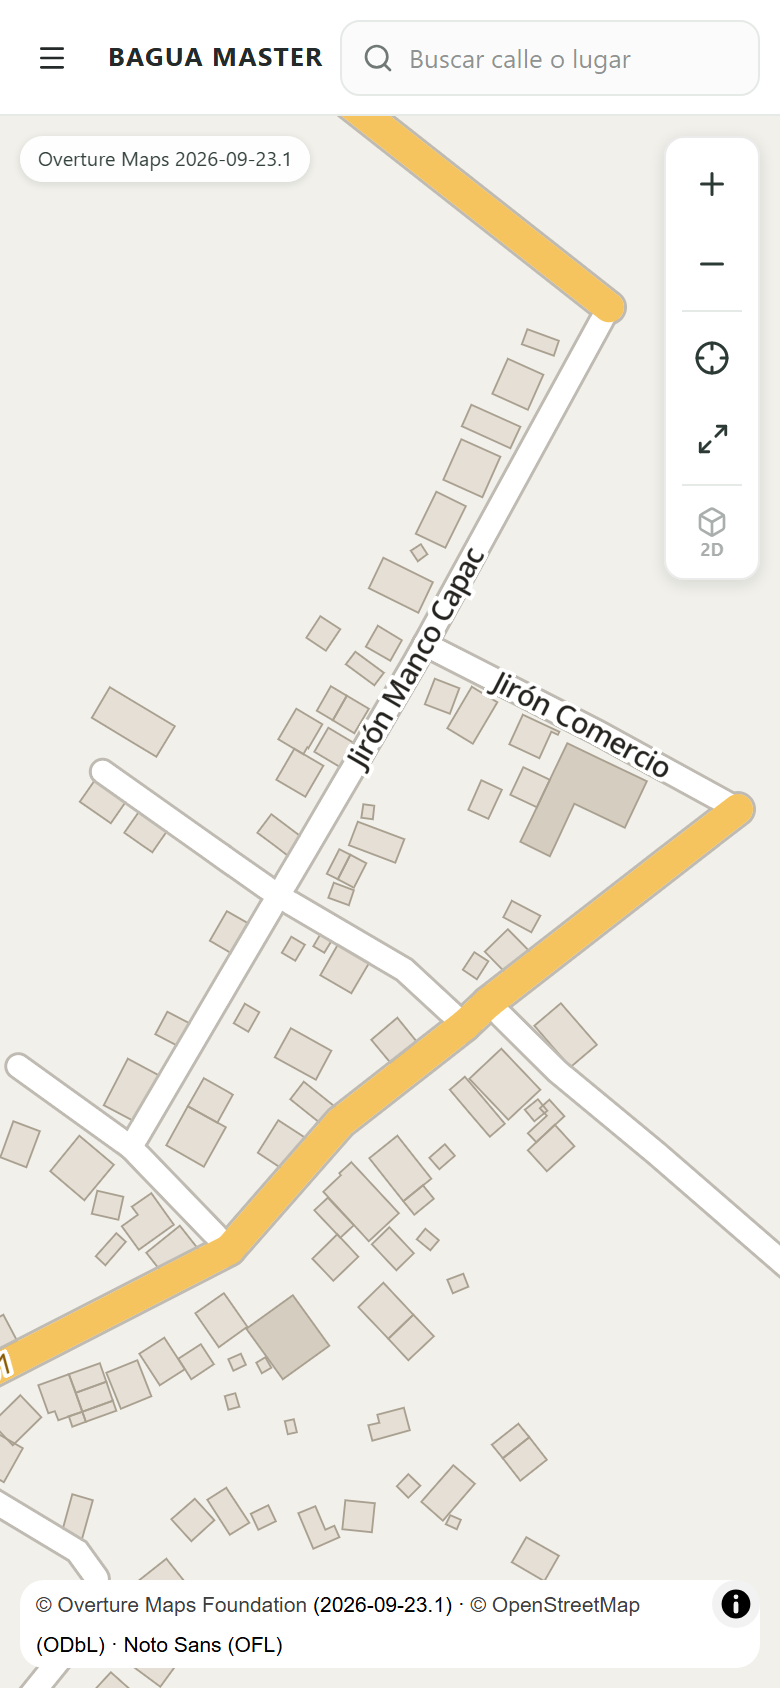 BAGUA MASTER
Buscar calle o lugar
Overture Maps 2026-09-23.1
2D
Jirón Manco Capac
Jirón Comercio
© Overture Maps Foundation (2026-09-23.1) · © OpenStreetMap
(ODbL) · Noto Sans (OFL)